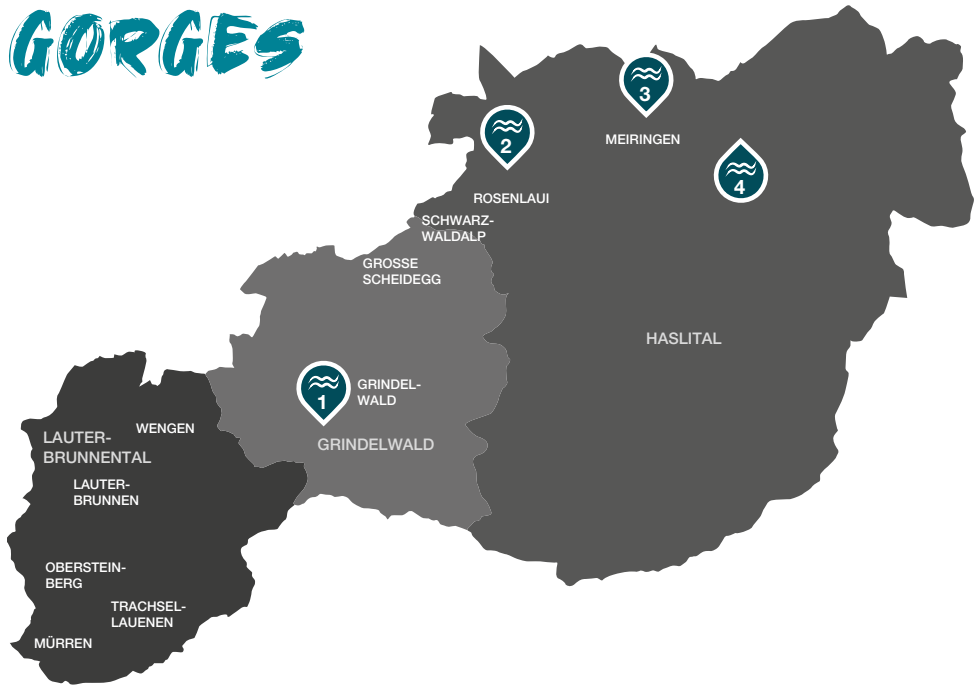 GORGES
3
2
MEIRINGEN
4
ROSENLAUI
SCHWARZ-
WALDALP
GROSSE
SCHEIDEGG
HASLITAL
1
GRINDEL-
WALD
GRINDELWALD
WENGEN
LAUTER-
BRUNNENTAL
LAUTER-
BRUNNEN
OBERSTEIN-
BERG
TRACHSEL-
LAUENEN
MÜRREN